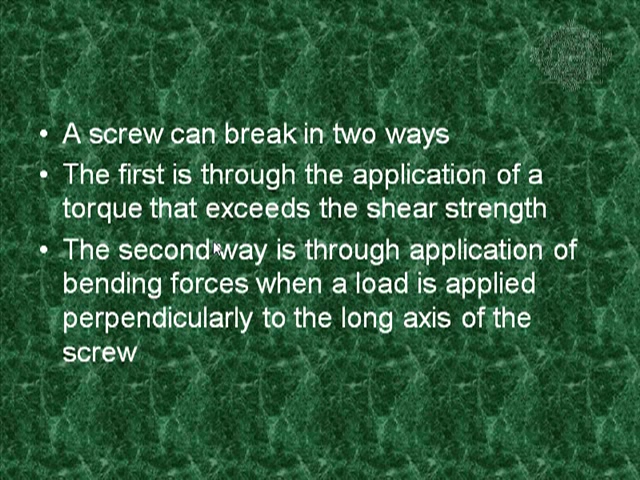 • A screw can break in two ways
• The first is through the application of a
torque that exceeds the shear strength
• The second way is through application of
bending forces when a load is applied
perpendicularly to the long axis of the
screw